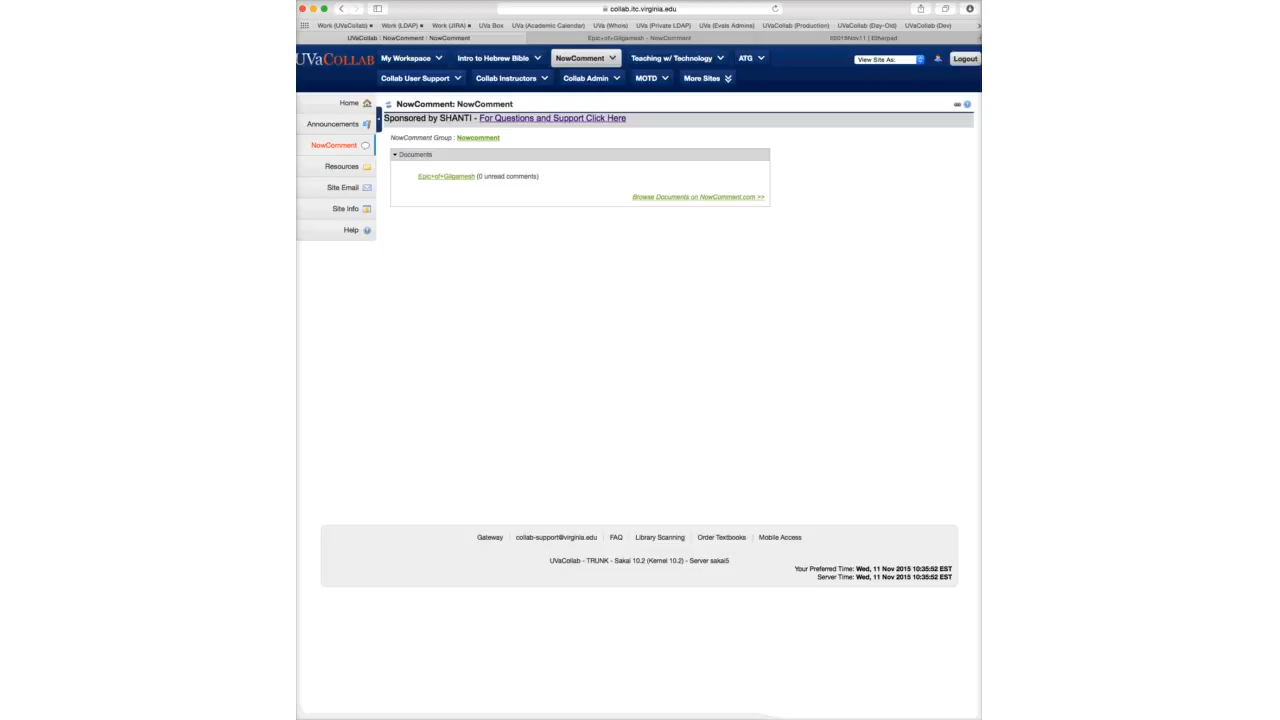 collab.itc.virginia.edu
Work (UVaCollab) Work (LDAP) Work (JIRA) UVa Box UVa (Academic Calendar) UVa (Whois) UVa (Private LDAP) UVa (Evals Admins) UVaCollab (Production) UVaCollab (Day-Old) UVaCollab (Dev)
UVaCollab : NowComment : NowComment Epic+of+Gilgamesh - NowComment Etherpad
UVaCOLLAB My Workspace Intro to Hebrew Bible NowComment Teaching w/ Technology ATG View Site As: Logout
Collab User Support Collab Instructors Collab Admin MOTD More Sites
Home
Announcements
NowComment
Resources
Site Email
Site Info
Help
NowComment: NowComment
Sponsored by SHANTI - For Questions and Support Click Here
NowComment Group : Nowcomment
Documents
Epic+of+Gilgamesh (0 unread comments)
Browse Documents on NowComment.com >>
Gateway collab-support@virginia.edu FAQ Library Scanning Order Textbooks Mobile Access
UVaCollab - TRUNK - Sakai 10.2 (Kernel 10.2) - Server sakai5
Your Preferred Time: Wed, 11 Nov 2015 10:35:52 EST
Server Time: Wed, 11 Nov 2015 10:35:52 EST